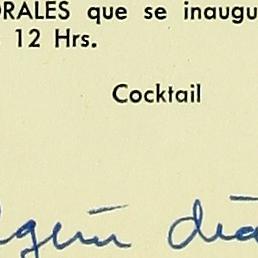 ORALES que se inaugu
12 Hrs.
Cocktail